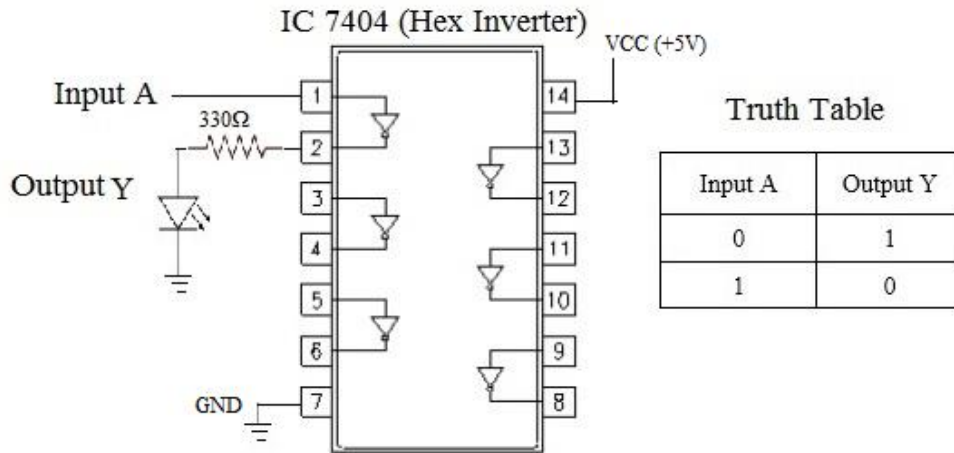 IC 7404 (Hex Inverter)
VCC (+5V)
Input A
330Ω
Output Y
GND
1
2
3
4
5
6
7
14
13
12
11
10
9
8
Truth Table
Input A Output Y
0 1
1 0